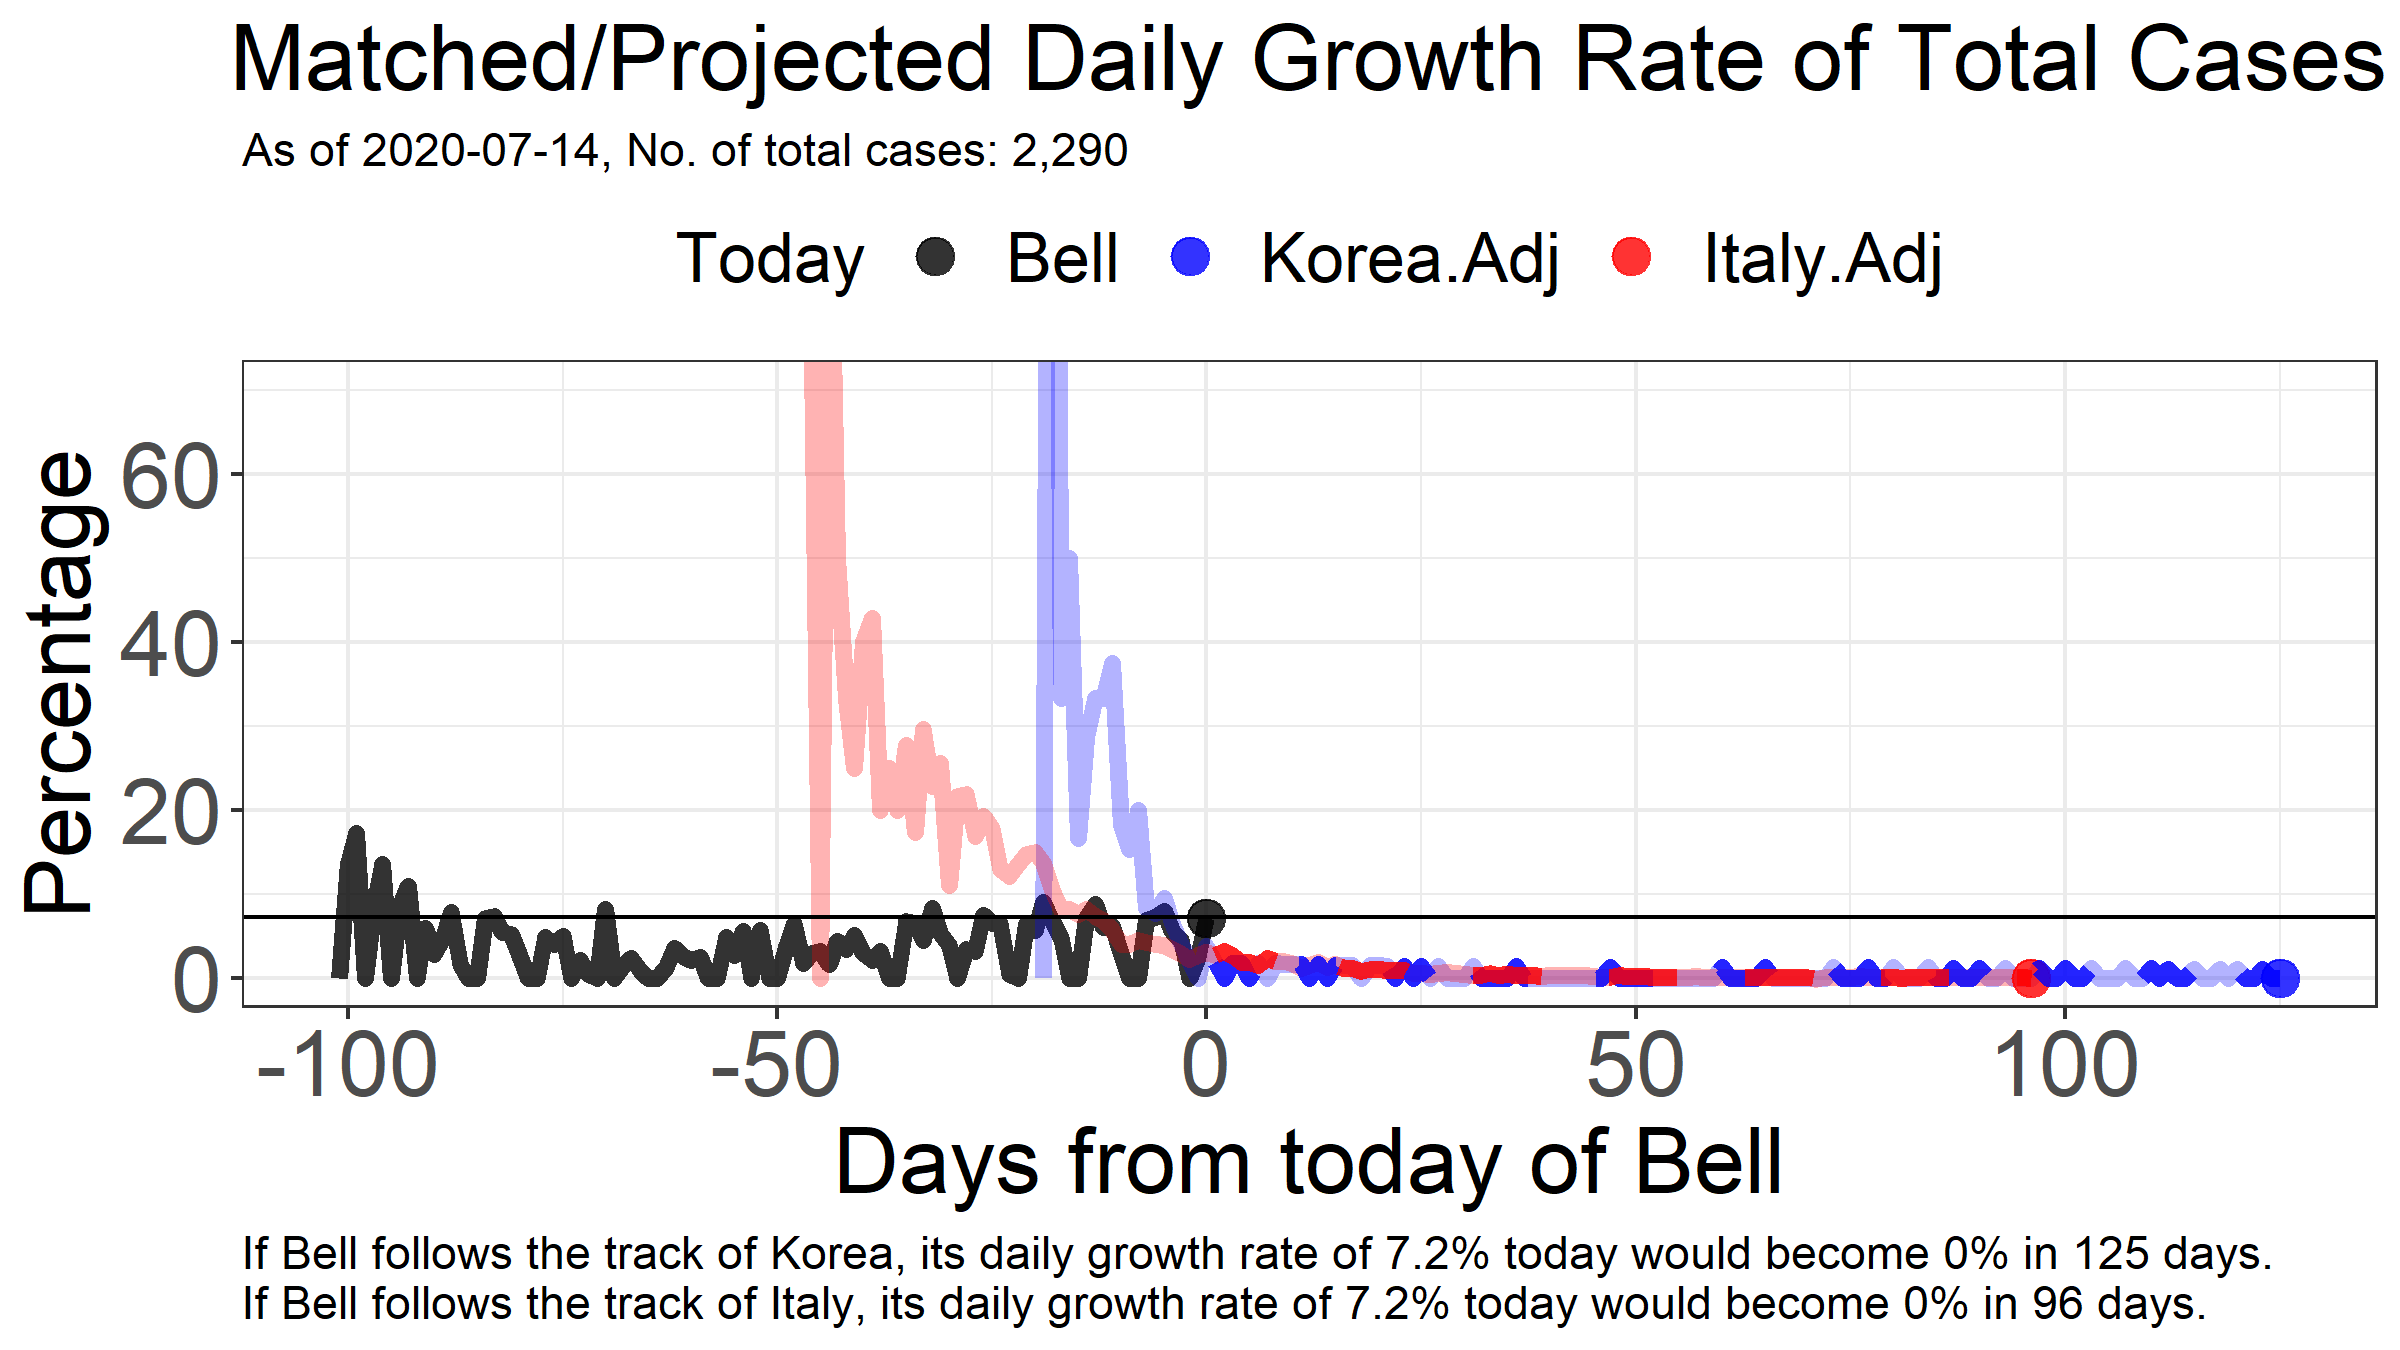 Matched/Projected Daily Growth Rate of Total Cases
As of 2020-07-14, No. of total cases: 2,290
Today Bell Korea.Adj Italy.Adj
Percentage
60
40
20
0
-100 -50 0 50 100
Days from today of Bell
If Bell follows the track of Korea, its daily growth rate of 7.2% today would become 0% in 125 days.
If Bell follows the track of Italy, its daily growth rate of 7.2% today would become 0% in 96 days.